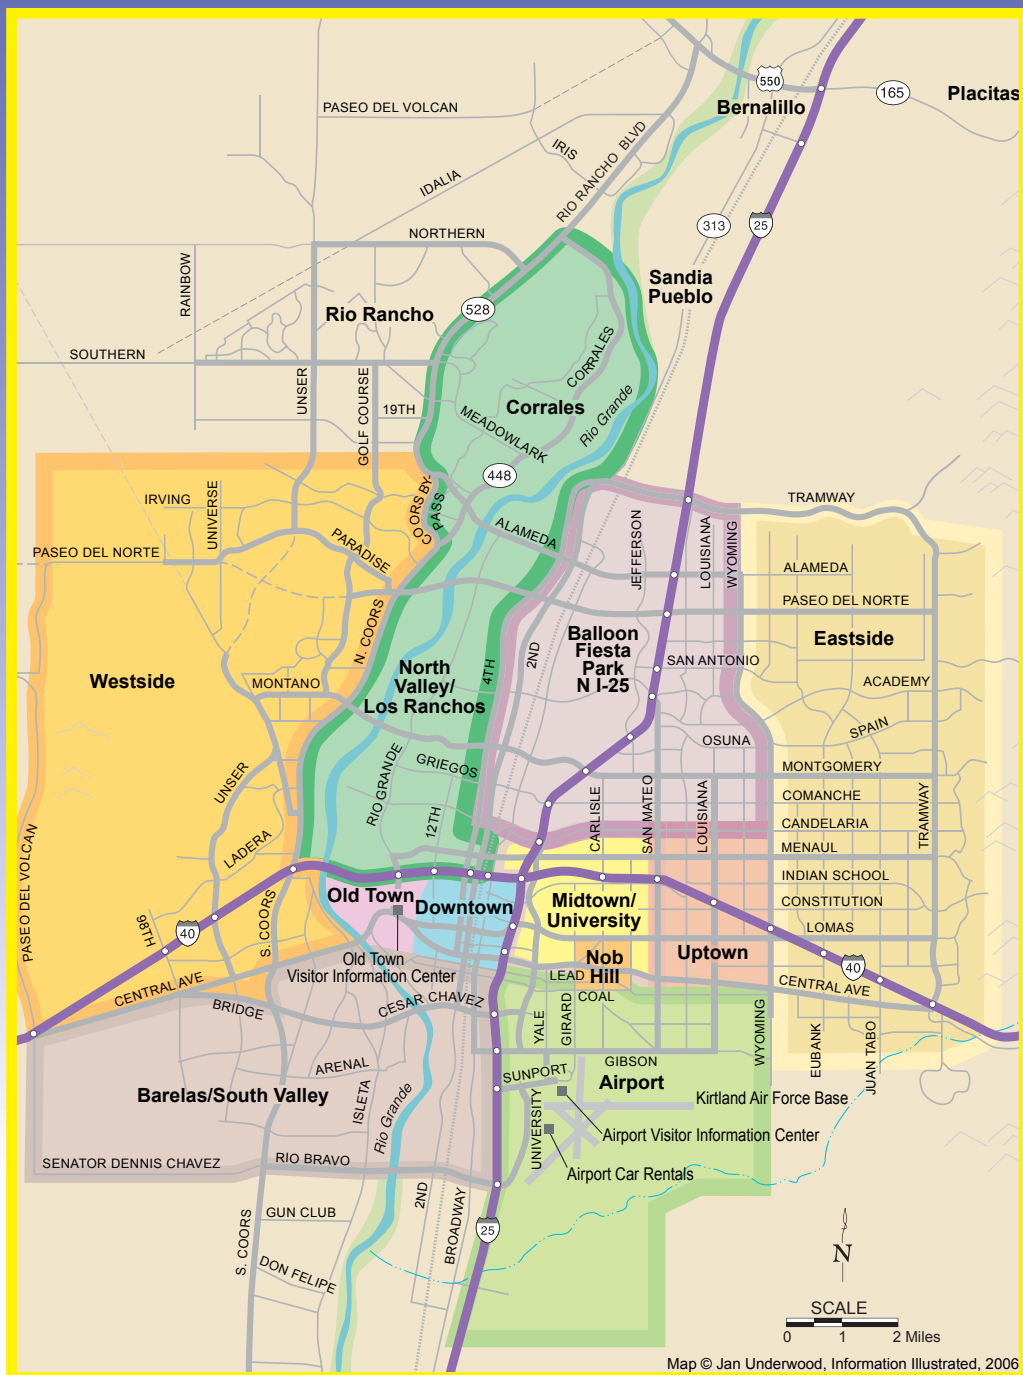 550
165
Placitas
Bernalillo
PASEO DEL VOLCAN
IRIS
RIO RANCHO BLVD
IDALIA
313
25
NORTHERN
RAINBOW
Sandia
Pueblo
Rio Rancho
528
SOUTHERN
UNSER
GOLF COURSE
19TH
CORRALES
Corrales
Rio Grande
MEADOWLARK
448
COORS BY-
PASS
IRVING
UNIVERSE
ALAMEDA
PARADISE
PASEO DEL NORTE
JEFFERSON
LOUISIANA
WYOMING
TRAMWAY
ALAMEDA
PASEO DEL NORTE
N. COORS
Balloon
Fiesta
Park
N I-25
Eastside
2ND
4TH
SAN ANTONIO
North
Valley/
Los Ranchos
Westside
MONTANO
ACADEMY
SPAIN
OSUNA
GRIEGOS
RIO GRANDE
MONTGOMERY
UNSER
COMANCHE
12TH
CARLISLE
SAN MATEO
LOUISIANA
CANDELARIA
TRAMWAY
LADERA
MENAUL
PASEO DEL VOLCAN
INDIAN SCHOOL
Old Town
Downtown
Midtown/
University
CONSTITUTION
98TH
40
S. COORS
LOMAS
Old Town
Visitor Information Center
Nob
Hill
Uptown
40
LEAD
CENTRAL AVE
CENTRAL AVE
BRIDGE
CESAR CHAVEZ
COAL
YALE
GIRARD
WYOMING
EUBANK
JUAN TABO
ARENAL
GIBSON
SUNPORT
Airport
Barelas/South Valley
ISLETA
Rio Grande
Kirtland Air Force Base
UNIVERSITY
Airport Visitor Information Center
SENATOR DENNIS CHAVEZ
RIO BRAVO
Airport Car Rentals
2ND
BROADWAY
GUN CLUB
S. COORS
25
DON FELIPE
N
SCALE
0 1 2 Miles
Map © Jan Underwood, Information Illustrated, 2006